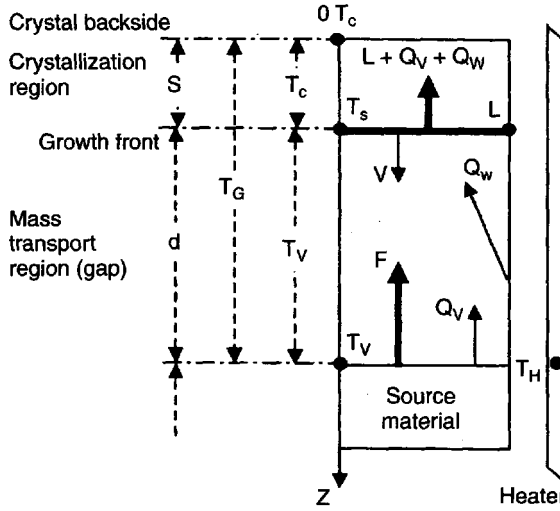 Crystal backside
0 T_c
Crystallization
region
S
T_c
L + Q_V + Q_W
T_s
L
Growth front
V
Q_w
T_G
Mass
transport
region (gap)
d
T_V
F
Q_V
T_V
T_H
Source
material
Z
Heater